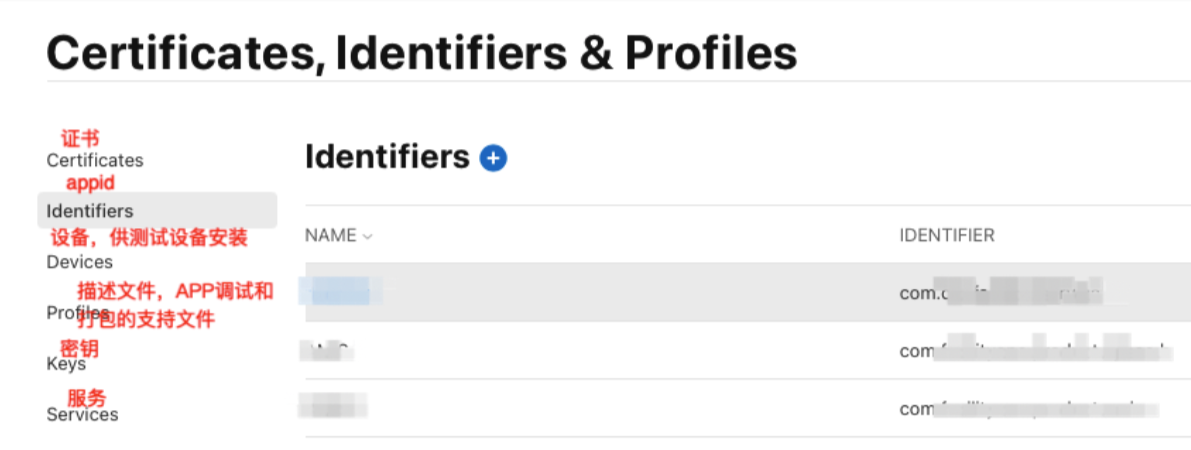 Certificates, Identifiers & Profiles
证书
Certificates
appid
Identifiers
设备，供测试设备安装
Devices
描述文件，APP调试和
Profiles
打包的支持文件
密钥
Keys
服务
Services
Identifiers
NAME
IDENTIFIER